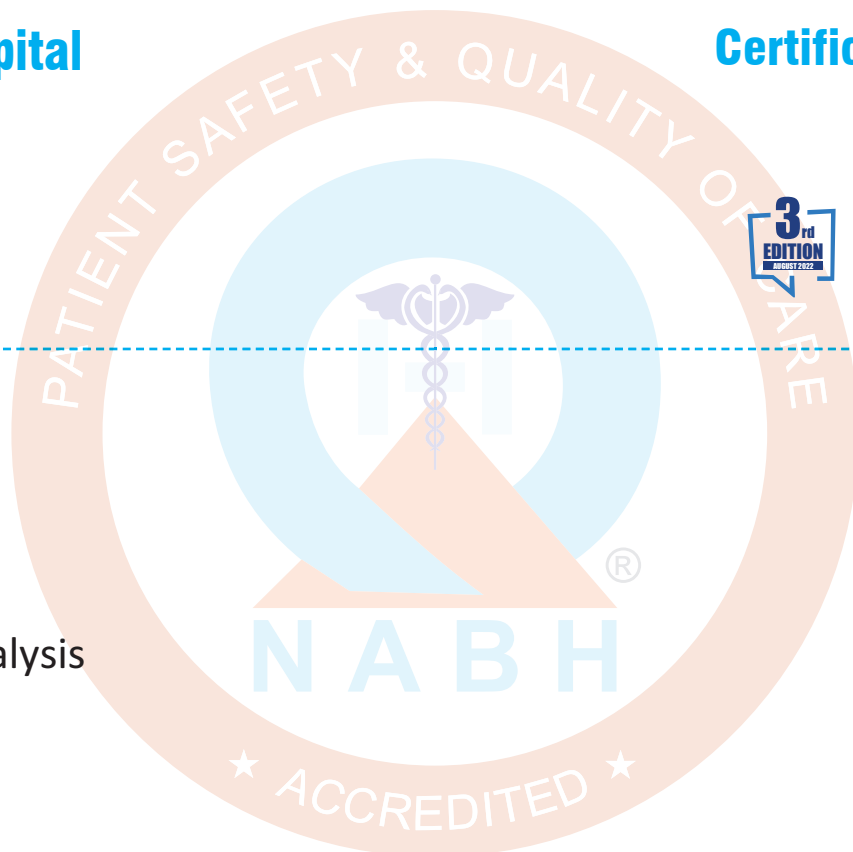 pital
Certific
PATIENT SAFETY & QUALITY OF CARE
3rd
EDITION
AUGUST 2022
H
®
alysis
NABH
★ ACCREDITED ★